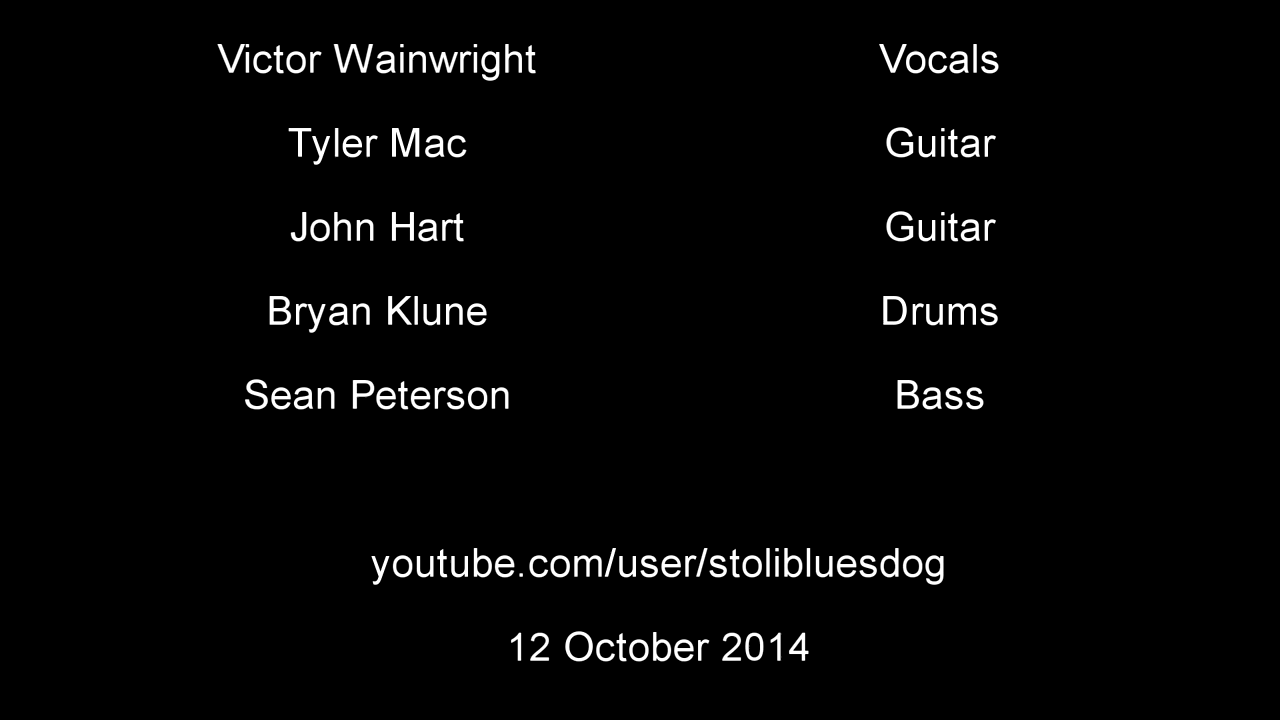 Victor Wainwright Vocals
Tyler Mac Guitar
John Hart Guitar
Bryan Klune Drums
Sean Peterson Bass
youtube.com/user/stolibluesdog
12 October 2014